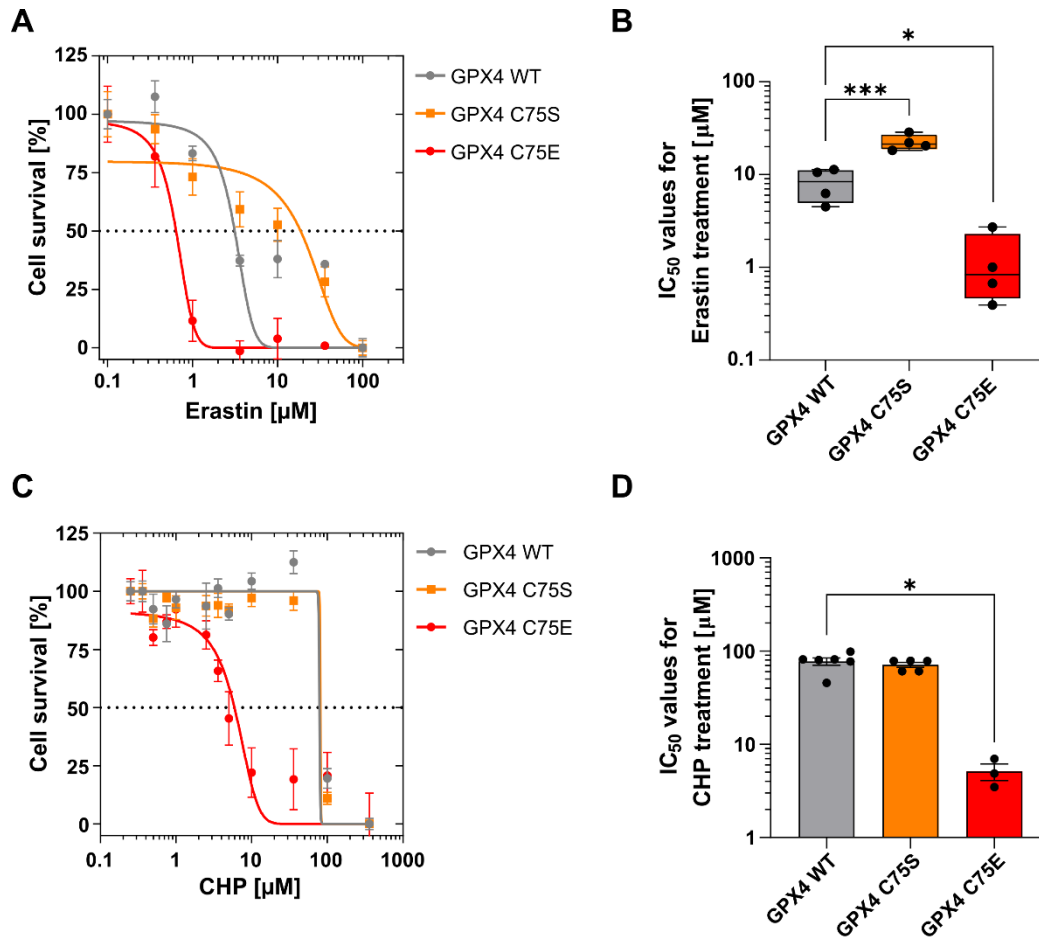 A
125
100
75
50
25
0
Cell survival [%]
0.1
1
10
100
Erastin [µM]
GPX4 WT
GPX4 C75S
GPX4 C75E
B
*
***
100
10
1
0.1
IC50 values for
Erastin treatment [µM]
GPX4 WT
GPX4 C75S
GPX4 C75E
C
125
100
75
50
25
0
Cell survival [%]
0.1
1
10
100
1000
CHP [µM]
GPX4 WT
GPX4 C75S
GPX4 C75E
D
*
1000
100
10
1
IC50 values for
CHP treatment [µM]
GPX4 WT
GPX4 C75S
GPX4 C75E